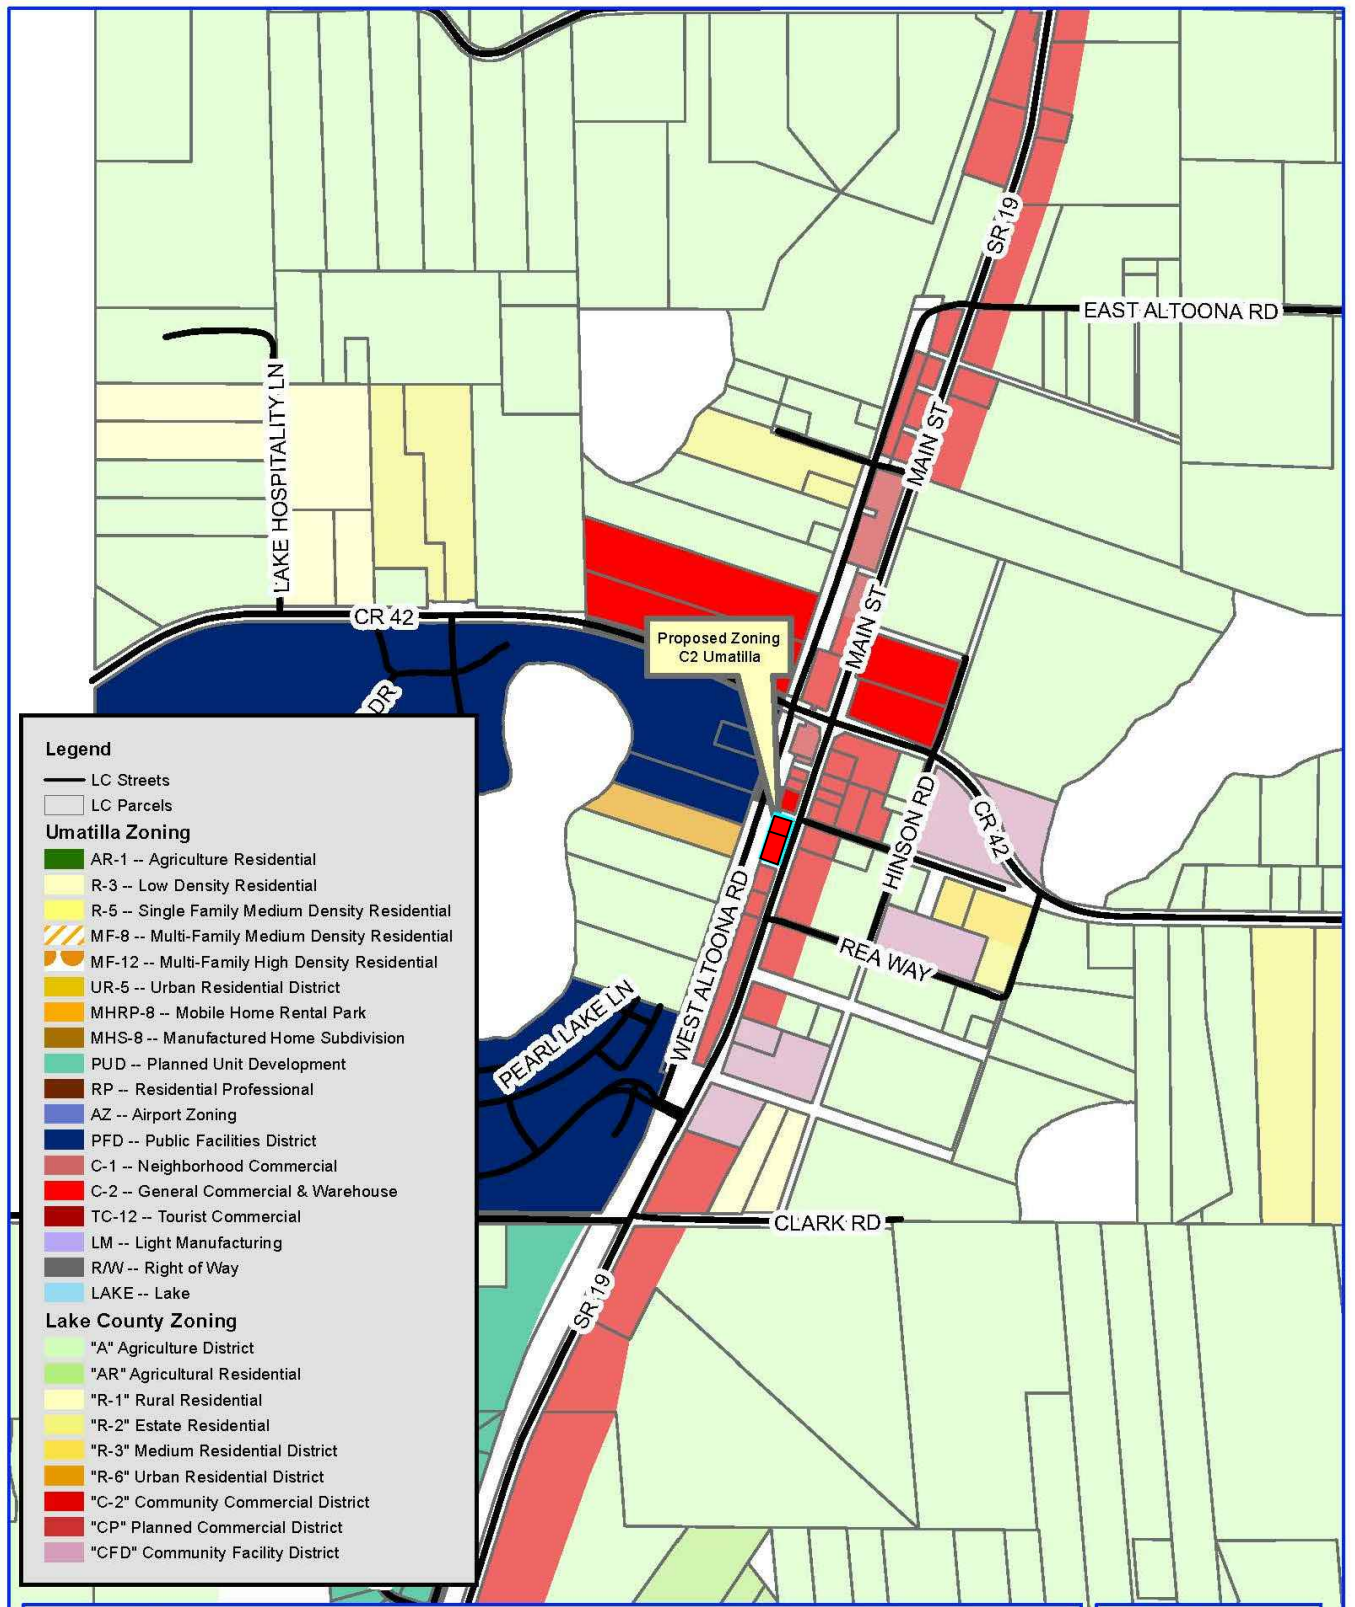 SR 19
EAST ALTOONA RD
LAKE HOSPITALITY LN
MAIN ST
CR 42
MAIN ST
Proposed Zoning
C2 Umatilla
DR
HINSON RD
CR 42
WEST ALTOONA RD
REA WAY
PEARL LAKE LN
CLARK RD
SR 19
Legend
LC Streets
LC Parcels
Umatilla Zoning
AR-1 -- Agriculture Residential
R-3 -- Low Density Residential
R-5 -- Single Family Medium Density Residential
MF-8 -- Multi-Family Medium Density Residential
MF-12 -- Multi-Family High Density Residential
UR-5 -- Urban Residential District
MHRP-8 -- Mobile Home Rental Park
MHS-8 -- Manufactured Home Subdivision
PUD -- Planned Unit Development
RP -- Residential Professional
AZ -- Airport Zoning
PFD -- Public Facilities District
C-1 -- Neighborhood Commercial
C-2 -- General Commercial & Warehouse
TC-12 -- Tourist Commercial
LM -- Light Manufacturing
R/W -- Right of Way
LAKE -- Lake
Lake County Zoning
"A" Agriculture District
"AR" Agricultural Residential
"R-1" Rural Residential
"R-2" Estate Residential
"R-3" Medium Residential District
"R-6" Urban Residential District
"C-2" Community Commercial District
"CP" Planned Commercial District
"CFD" Community Facility District